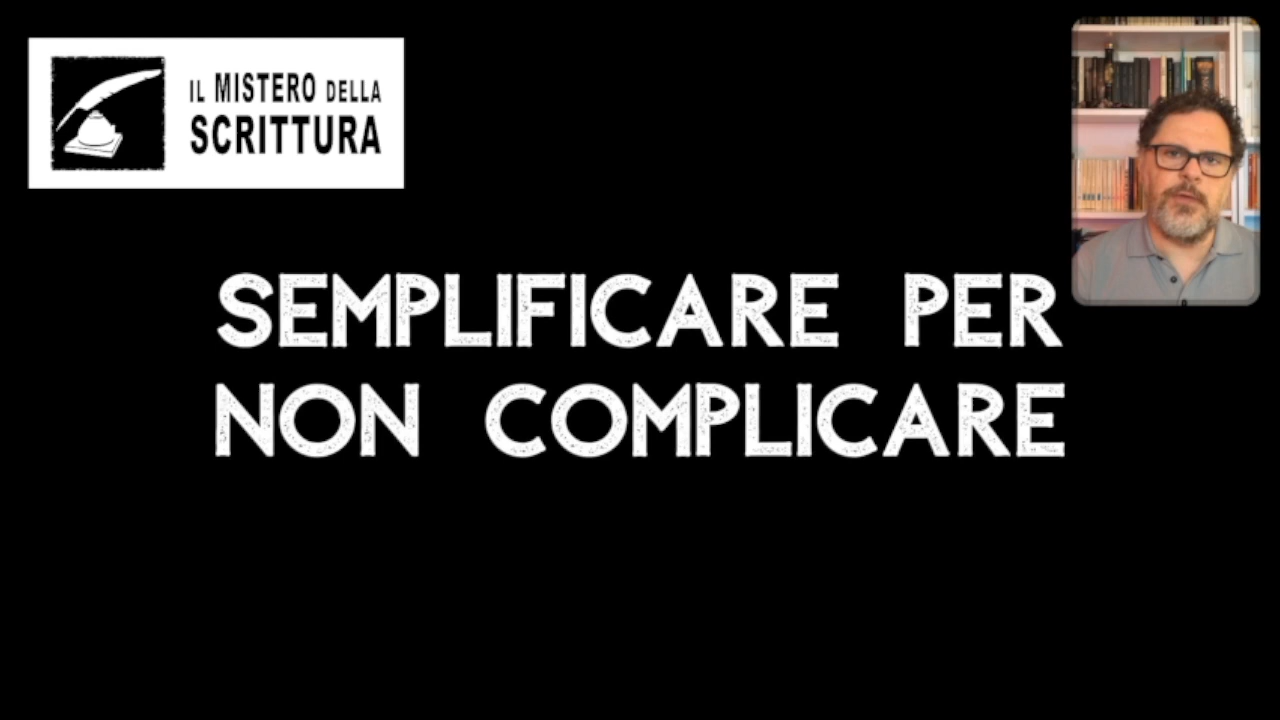 IL MISTERO DELLA
SCRITTURA
SEMPLIFICARE PER
NON COMPLICARE